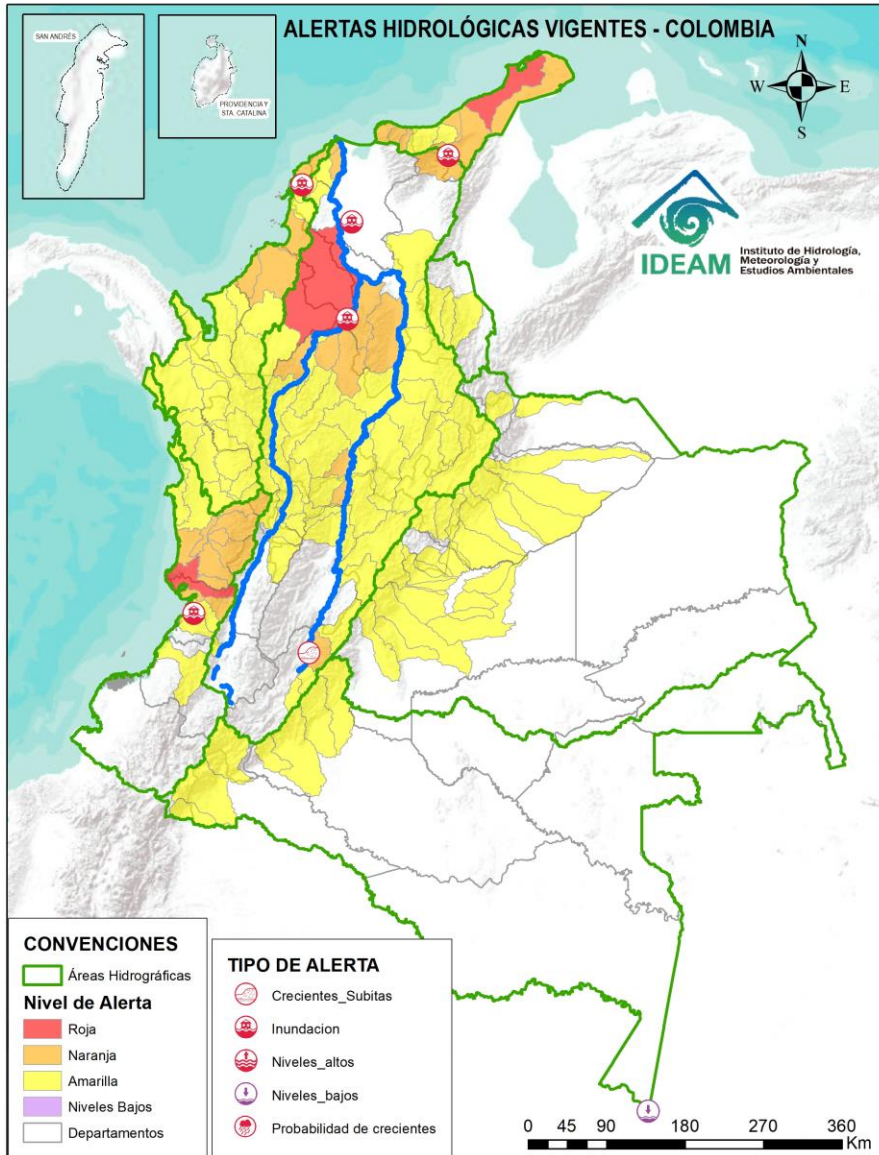 ALERTAS HIDROLÓGICAS VIGENTES - COLOMBIA
SAN ANDRÉS
PROVIDENCIA Y
STA. CATALINA
N
W
E
S
IDEAM
Instituto de Hidrología,
Meteorología y
Estudios Ambientales
CONVENCIONES
Áreas Hidrográficas
Nivel de Alerta
Roja
Naranja
Amarilla
Niveles Bajos
Departamentos
TIPO DE ALERTA
Crecientes_Subitas
Inundacion
Niveles_altos
Niveles_bajos
Probabilidad de crecientes
0 45 90 180 270 360
Km